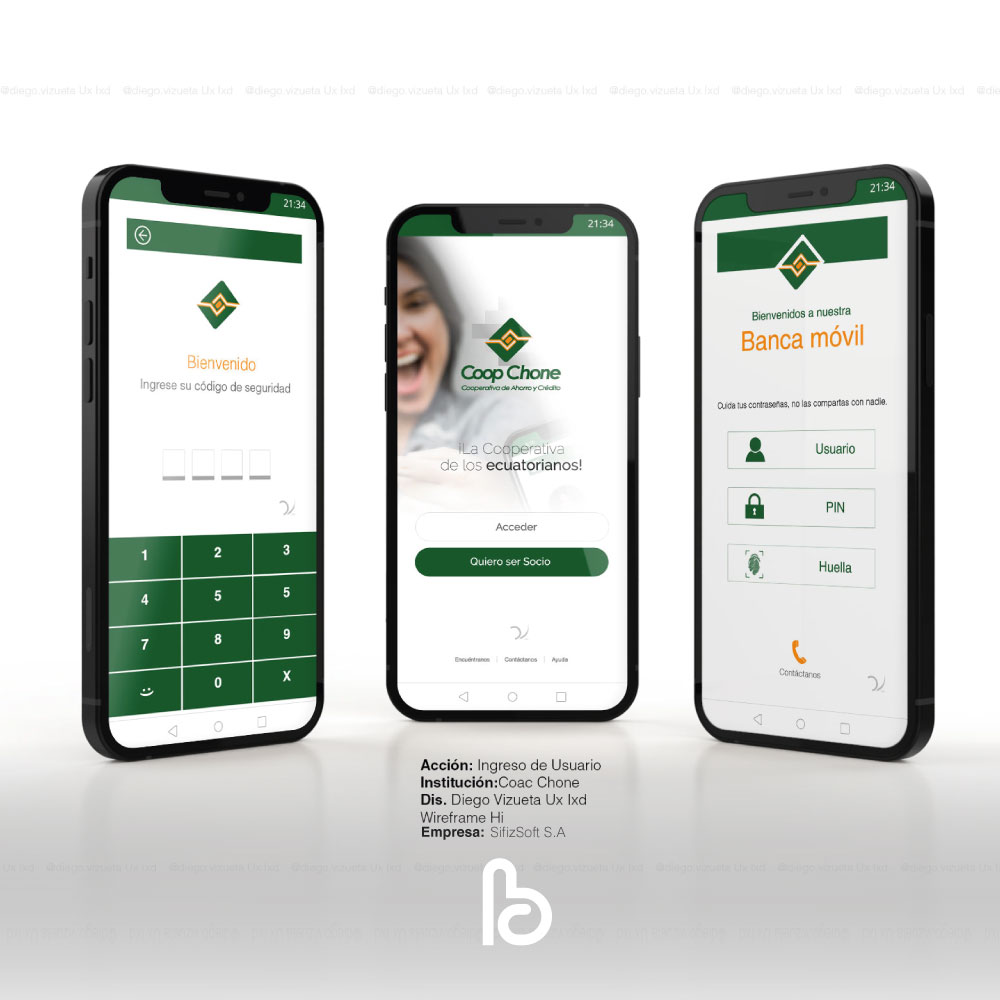 @diego.vizueta Ux Ixd @diego.vizueta Ux Ixd @diego.vizueta Ux Ixd @diego.vizueta Ux Ixd @diego.vizueta Ux Ixd @diego.vizueta Ux Ixd @diego.vizueta Ux Ixd @diego.vizueta Ux Ixd
21:34
Bienvenido
Ingrese su código de seguridad
1 2 3
4 5 5
7 8 9
0 X
21:34
Coop Chone
Cooperativa de Ahorro y Crédito
¡La Cooperativa
de los ecuatorianos!
Acceder
Quiero ser Socio
Encuéntranos | Contáctanos | Ayuda
21:34
Bienvenidos a nuestra
Banca móvil
Cuida tus contraseñas, no las compartas con nadie.
Usuario
PIN
Huella
Contáctanos
Acción: Ingreso de Usuario
Institución:Coac Chone
Dis. Diego Vizueta Ux Ixd
Wireframe Hi
Empresa: SifizSoft S.A
Ux Ixd @diego.vizueta Ux Ixd @diego.vizueta Ux Ixd @diego.vizueta Ux Ixd @diego.vizueta Ux Ixd @diego.vizueta Ux Ixd @diego.vizueta Ux Ixd @diego.vizueta Ux Ixd